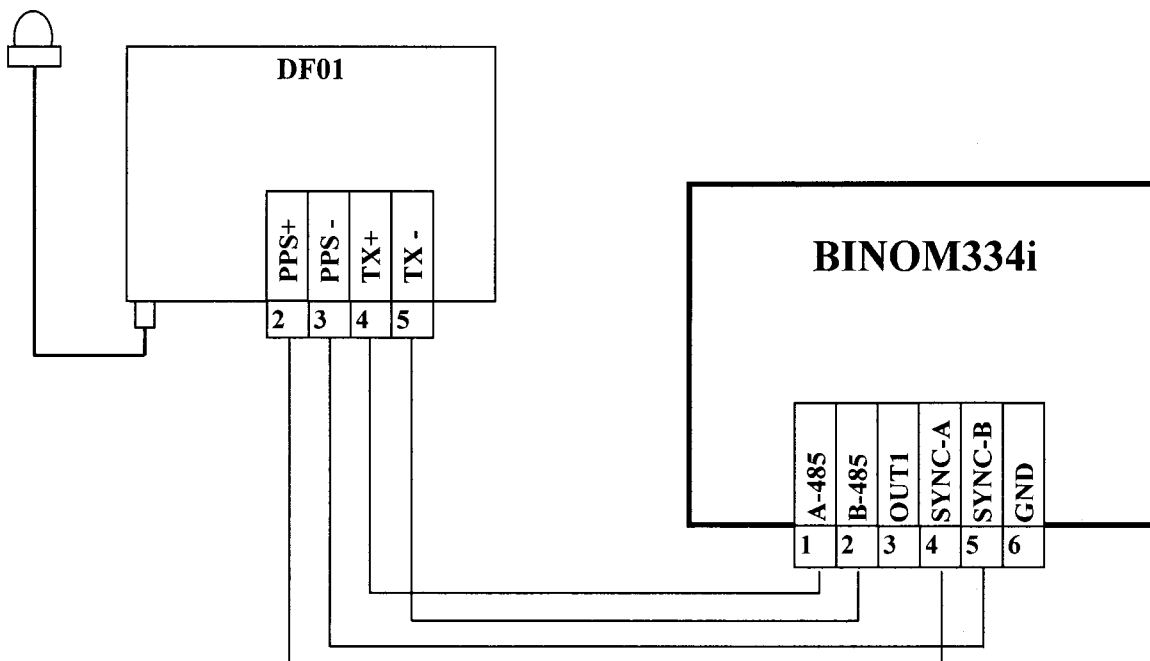 DF01
PPS+
PPS -
TX+
TX -
2
3
4
5
BINOM334i
A-485
B-485
OUT1
SYNC-A
SYNC-B
GND
1
2
3
4
5
6